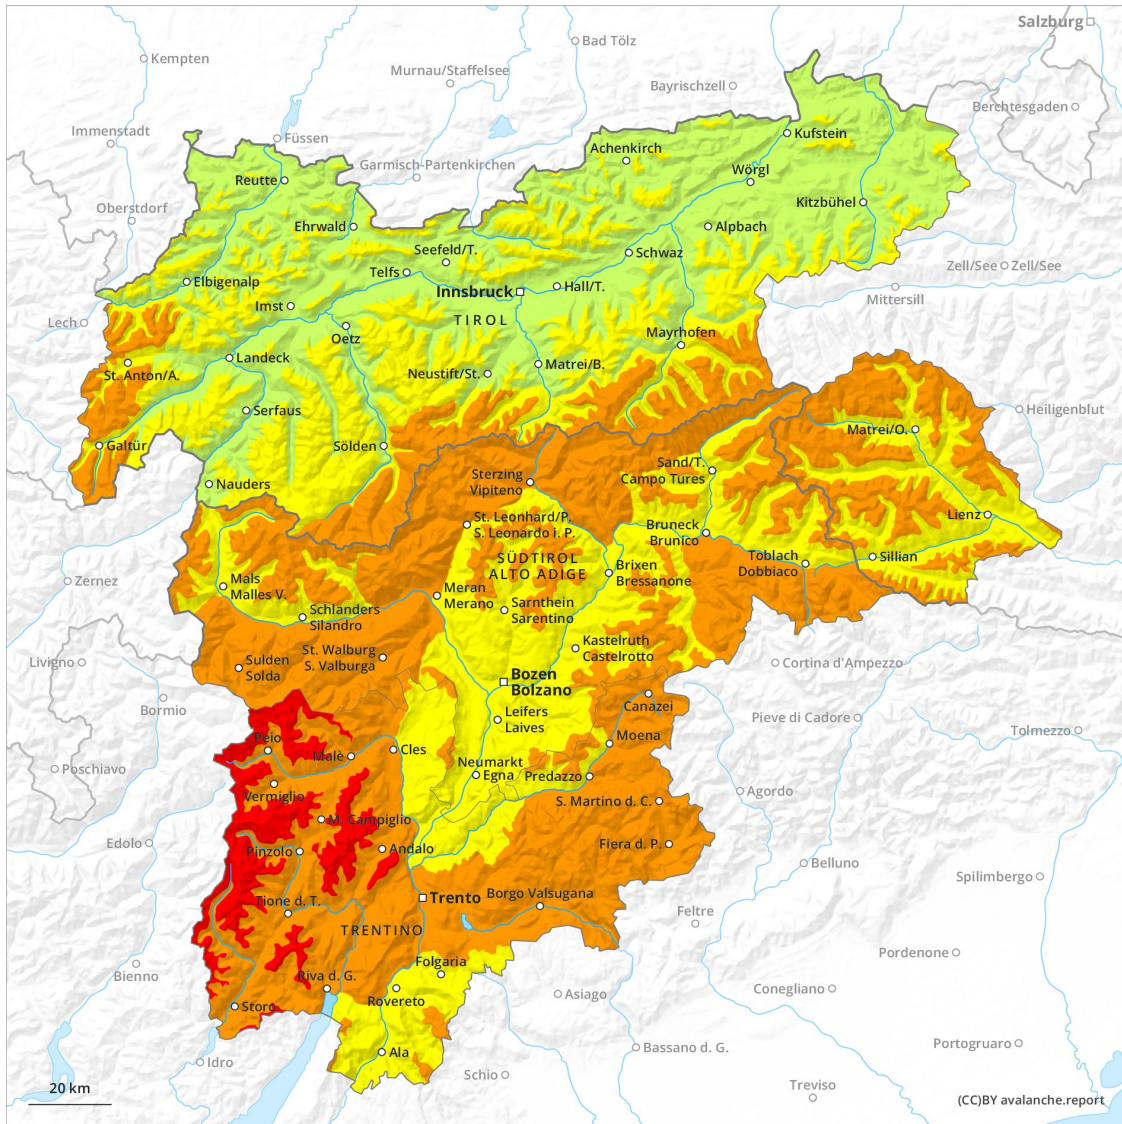 Salzburg
Bad Tölz
Kempten
Murnau/Staffelsee
Bayrischzell
Berchtesgaden
Immenstadt
Füssen
Kufstein
Achenkirch
Garmisch-Partenkirchen
Wörgl
Reutte
Oberstdorf
Kitzbühel
Ehrwald
Alpbach
Seefeld/T.
Schwaz
Telfs
Zell/See
Zell/See
Elbigenalp
Innsbruck
Hall/T.
Mittersill
Imst
TIROL
Lech
Oetz
Mayrhofen
Landeck
Matrei/B.
St. Anton/A.
Neustift/St.
Serfaus
Heiligenblut
Matrei/O.
Galtür
Sölden
Sand/T.
Campo Tures
Sterzing
Vipiteno
Nauders
Lienz
St. Leonhard/P.
S. Leonardo i. P.
Bruneck
Brunico
SÜDTIROL
ALTO ADIGE
Toblach
Dobbiaco
Sillian
Brixen
Bressanone
Zernez
Mals
Malles V.
Meran
Merano
Sarnthein
Sarentino
Schlanders
Silandro
Kastelruth
Castelrotto
St. Walburg
S. Valburga
Livigno
Sulden
Solda
Cortina d'Ampezzo
Bozen
Bolzano
Bormio
Canazei
Leifers
Laives
Pieve di Cadore
Tolmezzo
Peio
Moena
Malè
Cles
Neumarkt
Egna
Poschiavo
Predazzo
Vermiglio
Agordo
S. Martino d. C.
M. Campiglio
Edolo
Pinzolo
Andalo
Fiera d. P.
Belluno
Spilimbergo
Trento
Borgo Valsugana
Tione d. T.
Feltre
TRENTINO
Pordenone
Folgaria
Bienno
Riva d. G.
Conegliano
Rovereto
Asiago
Storo
Portogruaro
Bassano d. G.
Ala
Idro
Schio
Treviso
20 km
(CC)BY avalanche.report